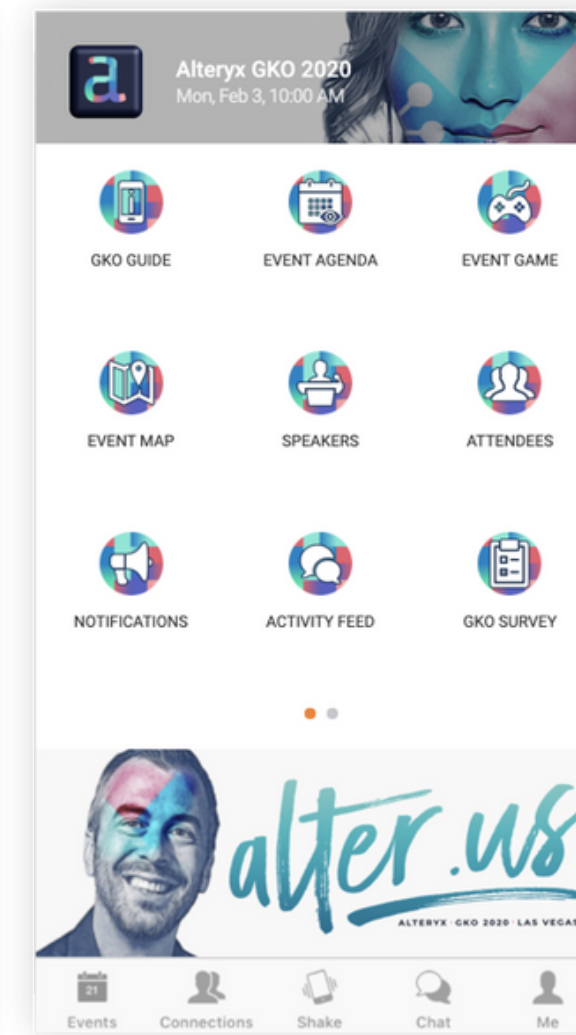 a
Alteryx GKO 2020
Mon, Feb 3, 10:00 AM
GKO GUIDE
EVENT AGENDA
EVENT GAME
EVENT MAP
SPEAKERS
ATTENDEES
NOTIFICATIONS
ACTIVITY FEED
GKO SURVEY
alter.us
ALTERYX · GKO 2020 · LAS VEGAS
21
Events
Connections
Shake
Chat
Me